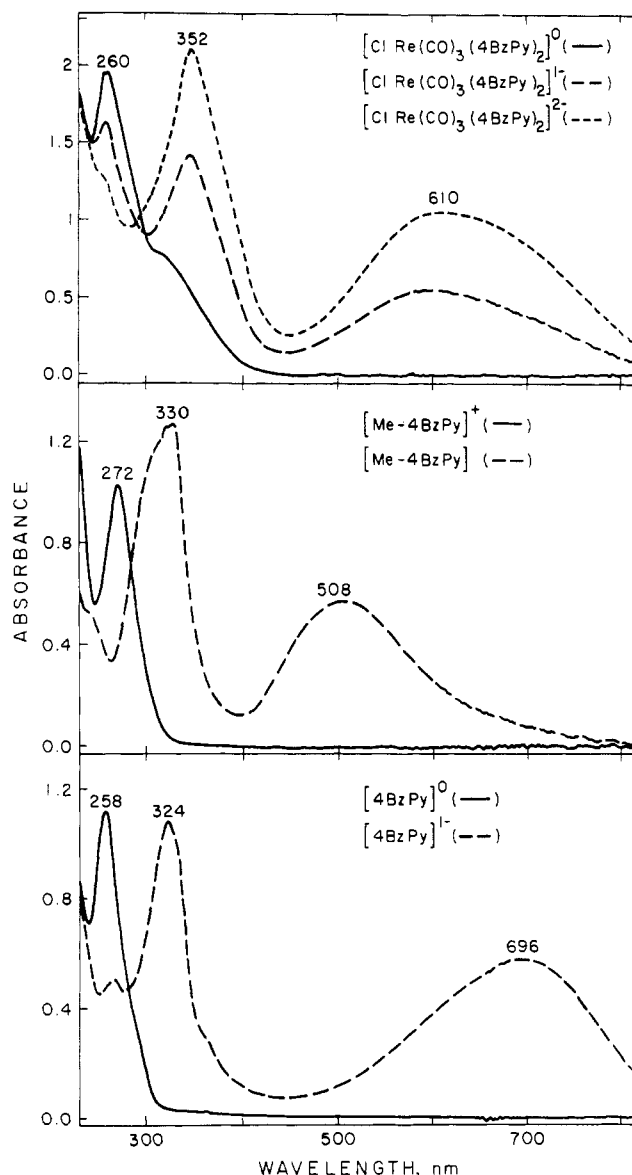 [Cl Re(CO)3(4BzPy)2]0 (—)
[Cl Re(CO)3(4BzPy)2]1- (— —)
[Cl Re(CO)3(4BzPy)2]2- (----)
352
260
610
2
1.5
1
0.5
0.0
[Me-4BzPy]+ (—)
[Me-4BzPy] (— —)
330
272
508
1.2
0.8
0.4
0.0
ABSORBANCE
[4BzPy]0 (—)
[4BzPy]1- (– –)
258
324
696
1.2
0.8
0.4
0.0
300
500
700
WAVELENGTH, nm